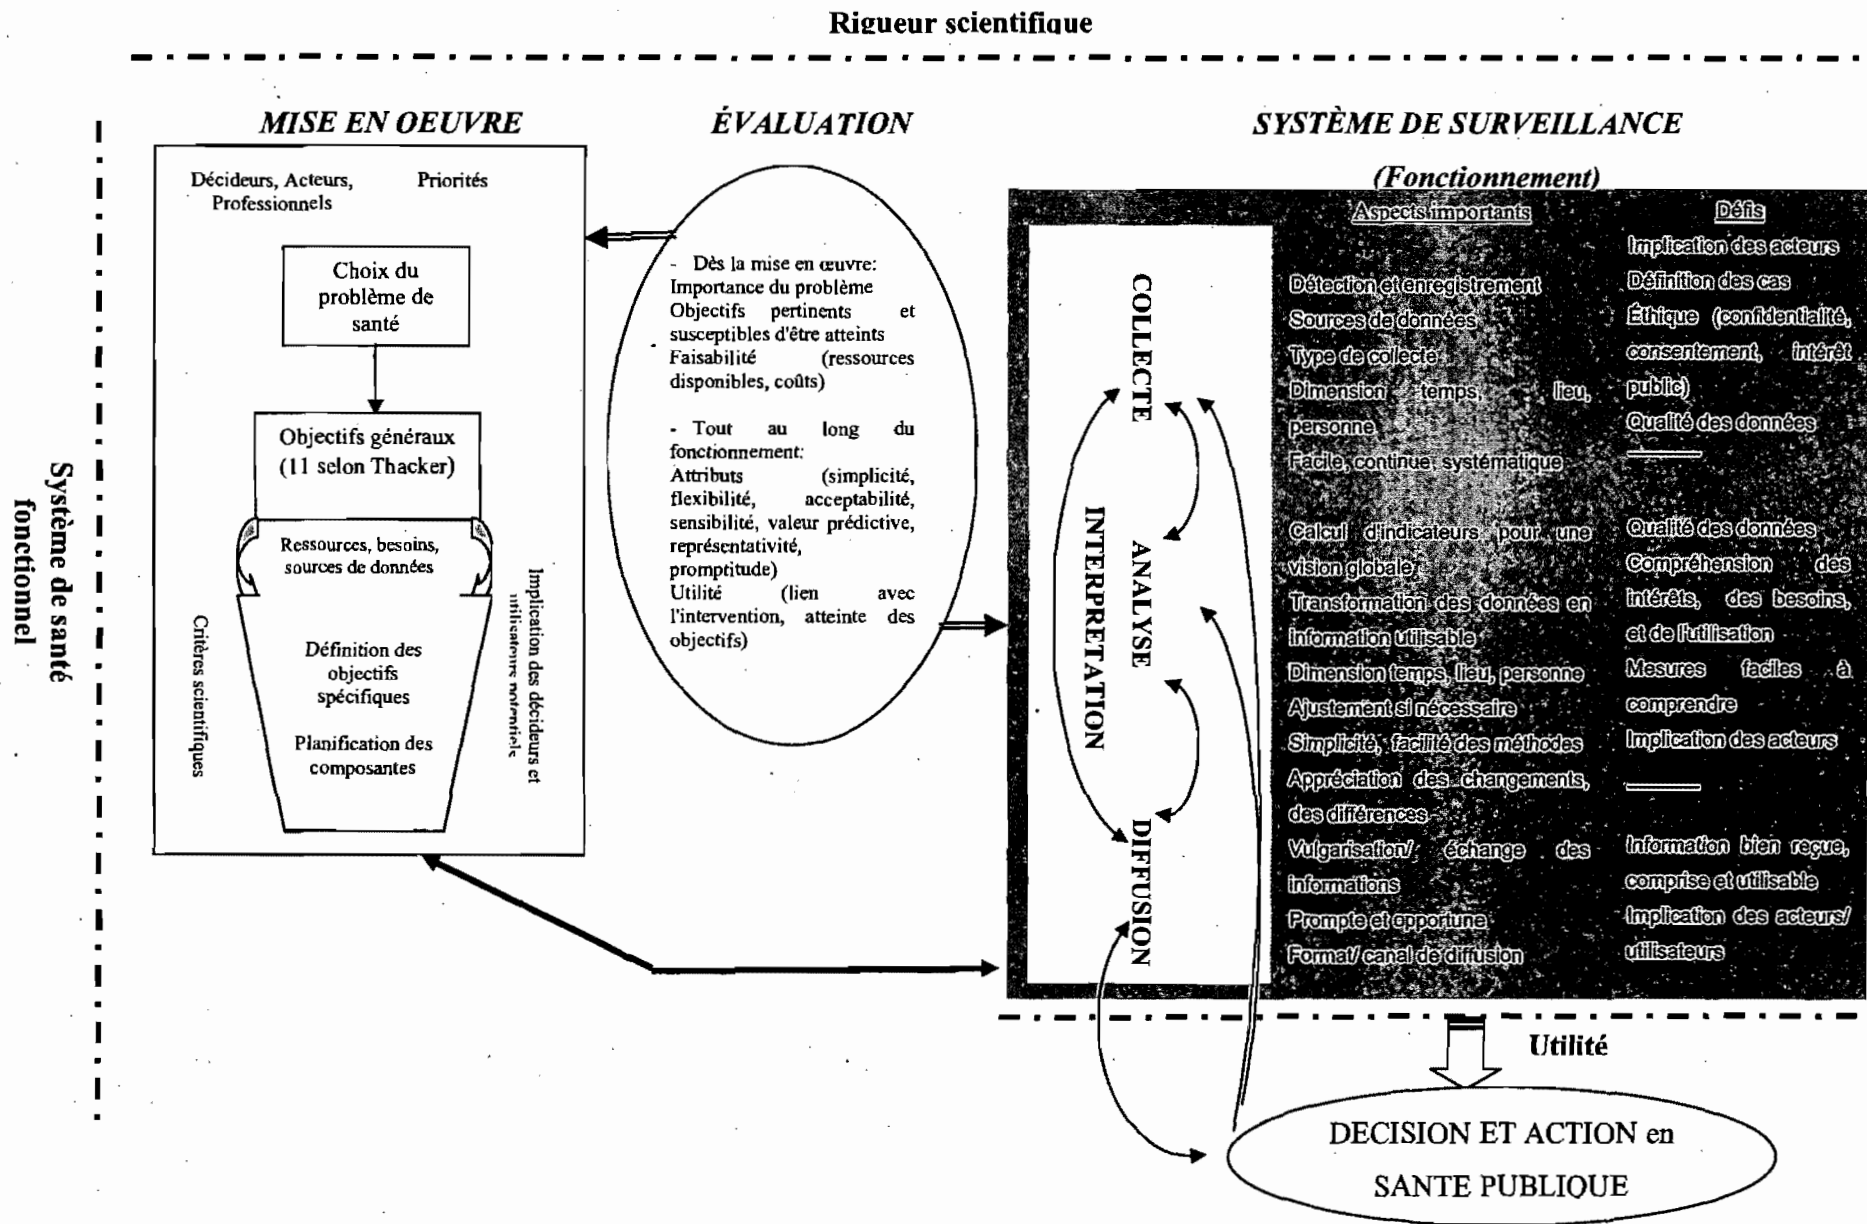 Rigueur scientifique
MISE EN OEUVRE
Décideurs, Acteurs,
Professionnels
Priorités
Choix du
problème de
santé
Objectifs généraux
(11 selon Thacker)
Ressources, besoins,
sources de données
Définition des
objectifs
spécifiques
Planification des
composantes
Critères scientifiques
Implication des décideurs et
utilisateurs potentiels
Système de santé
fonctionnel
ÉVALUATION
- Dès la mise en œuvre:
Importance du problème
Objectifs pertinents et
susceptibles d'être atteints
Faisabilité (ressources
disponibles, coûts)
- Tout au long du
fonctionnement:
Attributs (simplicité,
flexibilité, acceptabilité,
sensibilité, valeur prédictive,
représentativité,
promptitude)
Utilité (lien avec
l'intervention, atteinte des
objectifs)
SYSTÈME DE SURVEILLANCE
(Fonctionnement)
COLLECTE
ANALYSE
INTERPRETATION
DIFFUSION
Aspects importants
Détection et enregistrement
Sources de données
Type de collecte
Dimension temps, lieu,
personne
Facile, continue, systématique
Calcul d'indicateurs pour une
vision globale
Transformation des données en
information utilisable
Dimension temps, lieu, personne
Ajustement si nécessaire
Simplicité, facilité des méthodes
Appréciation des changements,
des différences
Vulgarisation/ échange des
informations
Prompte et opportune
Format/ canal de diffusion
Défis
Implication des acteurs
Définition des cas
Éthique (confidentialité,
consentement, intérêt
public)
Qualité des données
Qualité des données
Compréhension des
intérêts, des besoins,
et de l'utilisation
Mesures faciles à
comprendre
Implication des acteurs
Information bien reçue,
comprise et utilisable
Implication des acteurs/
utilisateurs
Utilité
DECISION ET ACTION en
SANTE PUBLIQUE